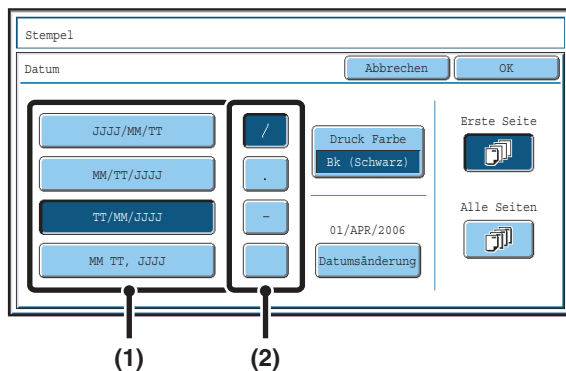 Stempel
Datum
Abbrechen
OK
JJJJ/MM/TT
MM/TT/JJJJ
TT/MM/JJJJ
MM TT, JJJJ
/
.
-
Druck Farbe
Bk (Schwarz)
01/APR/2006
Datumsänderung
Erste Seite
Alle Seiten
(1)
(2)